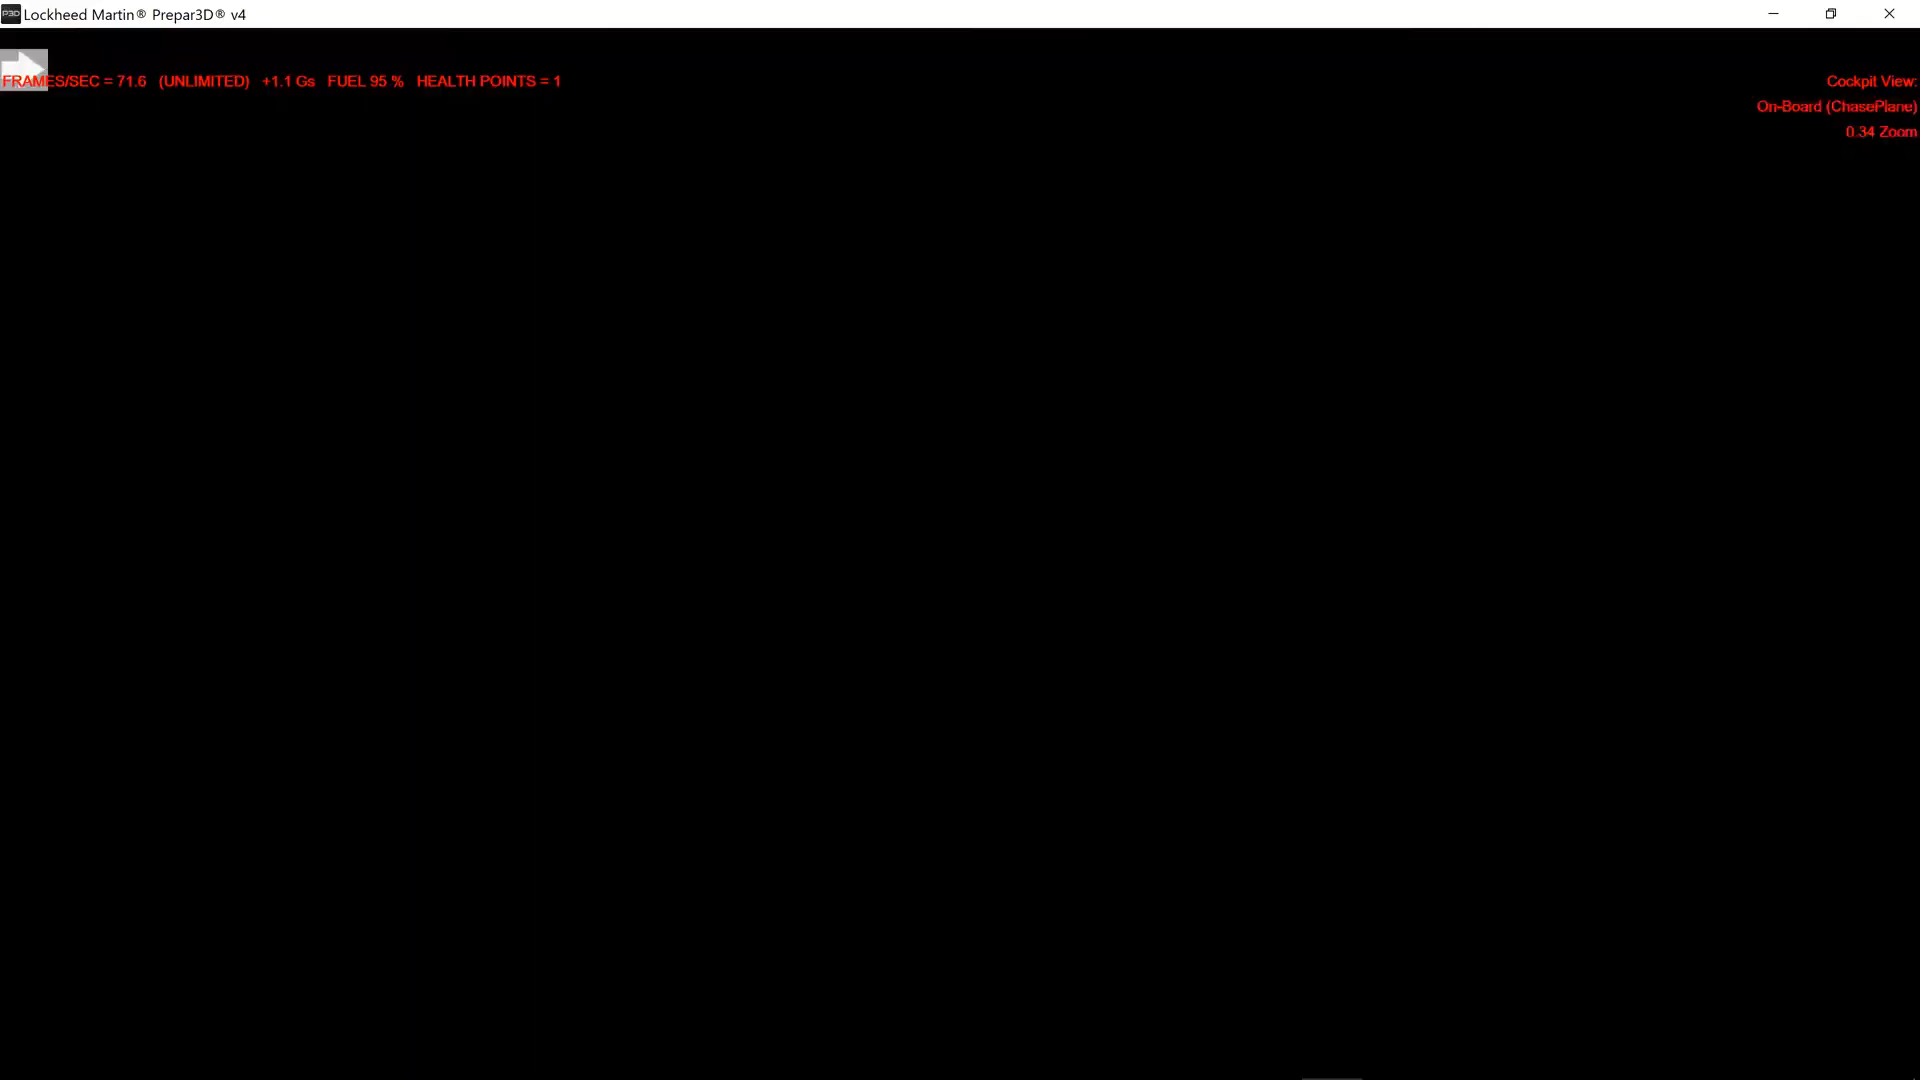 P3D Lockheed Martin® Prepar3D® v4
FRAMES/SEC = 71.6 (UNLIMITED) +1.1 Gs FUEL 95 % HEALTH POINTS = 1
Cockpit View:
On-Board (ChasePlane)
0.34 Zoom